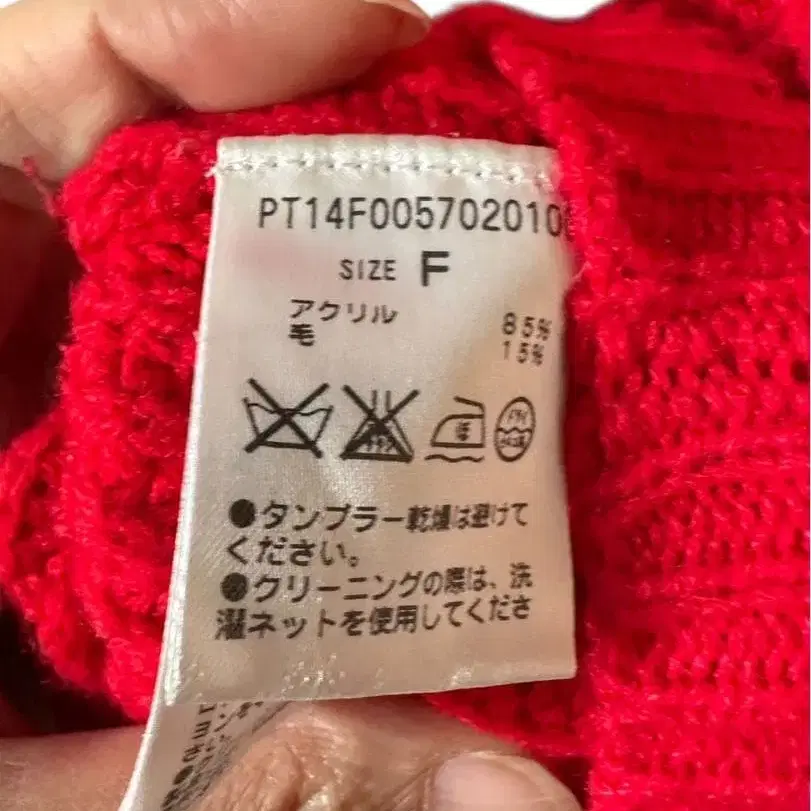 PT14F005702010
SIZE F
アクリル 85%
毛 15%
●タンブラー乾燥は避けて
ください。
●クリーニングの際は、洗
濯ネットを使用してくださ